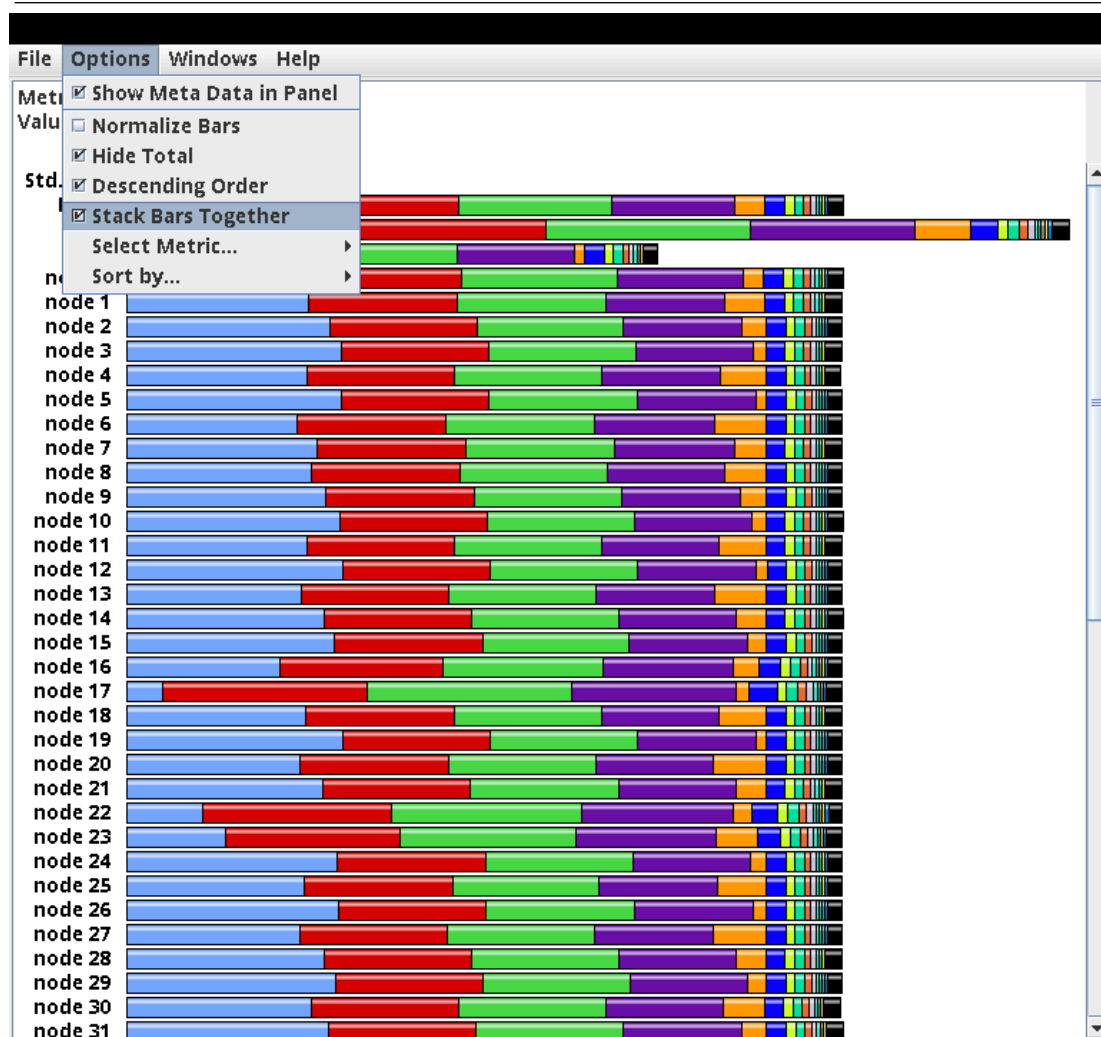 File Options Windows Help
Metr
Show Meta Data in Panel
Valu
Normalize Bars
Hide Total
Std.
Descending Order
Stack Bars Together
Select Metric...
Sort by...
node 1
node 2
node 3
node 4
node 5
node 6
node 7
node 8
node 9
node 10
node 11
node 12
node 13
node 14
node 15
node 16
node 17
node 18
node 19
node 20
node 21
node 22
node 23
node 24
node 25
node 26
node 27
node 28
node 29
node 30
node 31